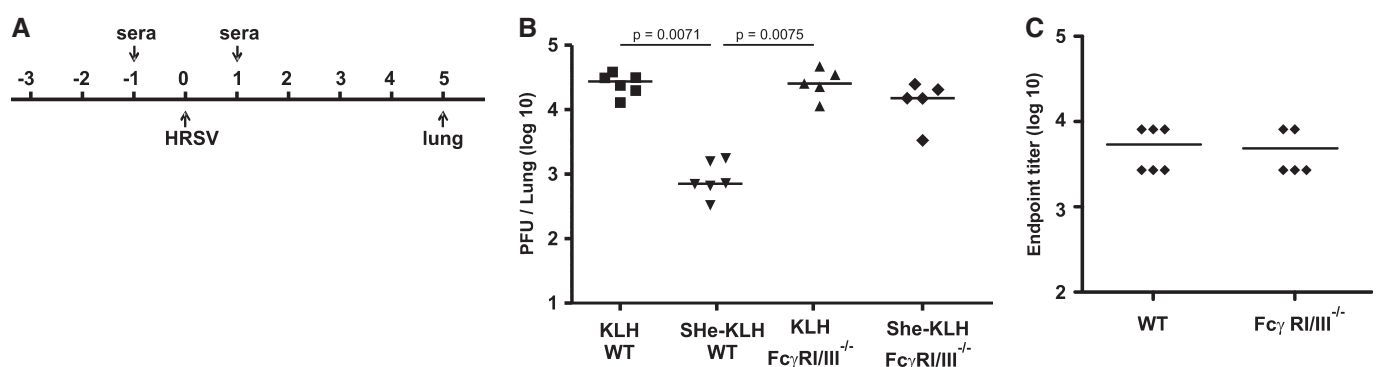 A
sera sera
-3 -2 -1 0 1 2 3 4 5
HRSV lung
B
p = 0.0071 p = 0.0075
PFU / Lung (log 10)
5
4
3
2
1
KLH SHe-KLH KLH She-KLH
WT WT FcγRI/III-/- FcγRI/III-/-
C
Endpoint titer (log 10)
5
4
3
2
WT Fcγ RI/III-/-